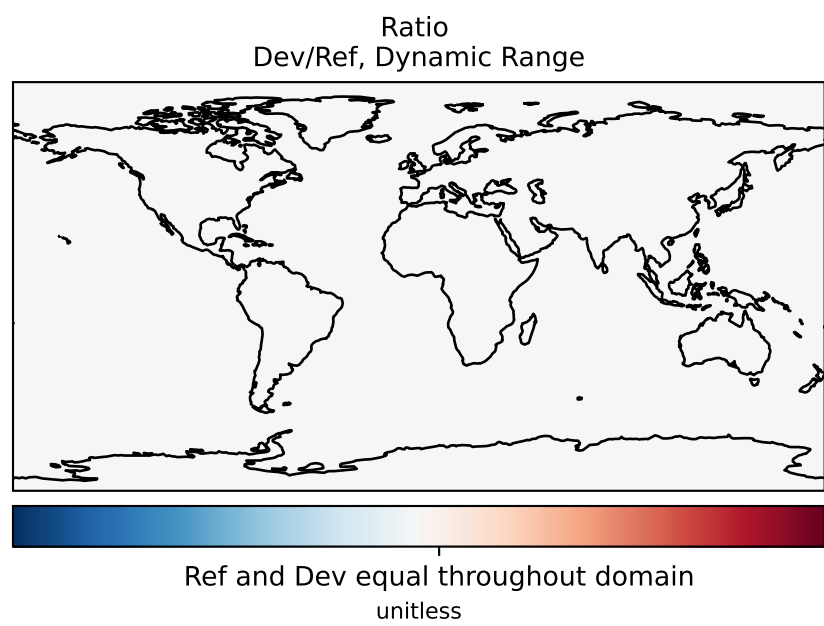 Ratio
Dev/Ref, Dynamic Range
Ref and Dev equal throughout domain
unitless